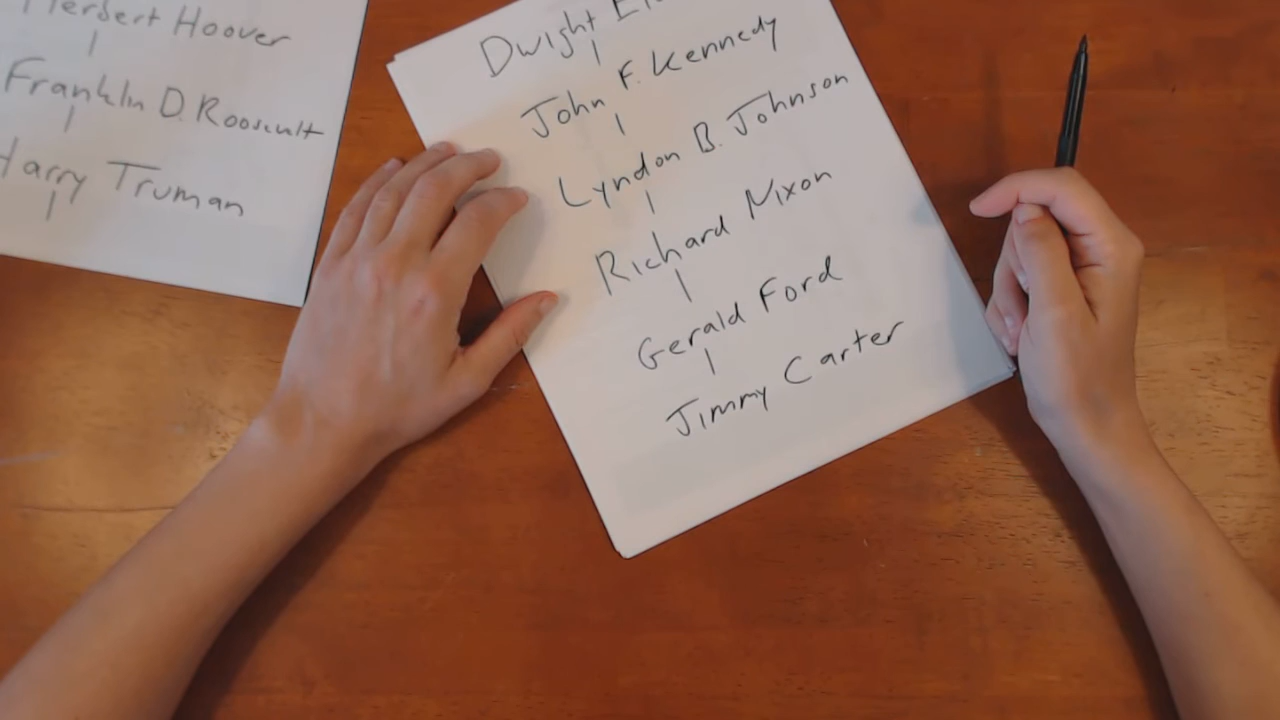 Herbert Hoover
Franklin D. Roosevelt
Harry Truman
Dwight
John F. Kennedy
Lyndon B. Johnson
Richard Nixon
Gerald Ford
Jimmy Carter